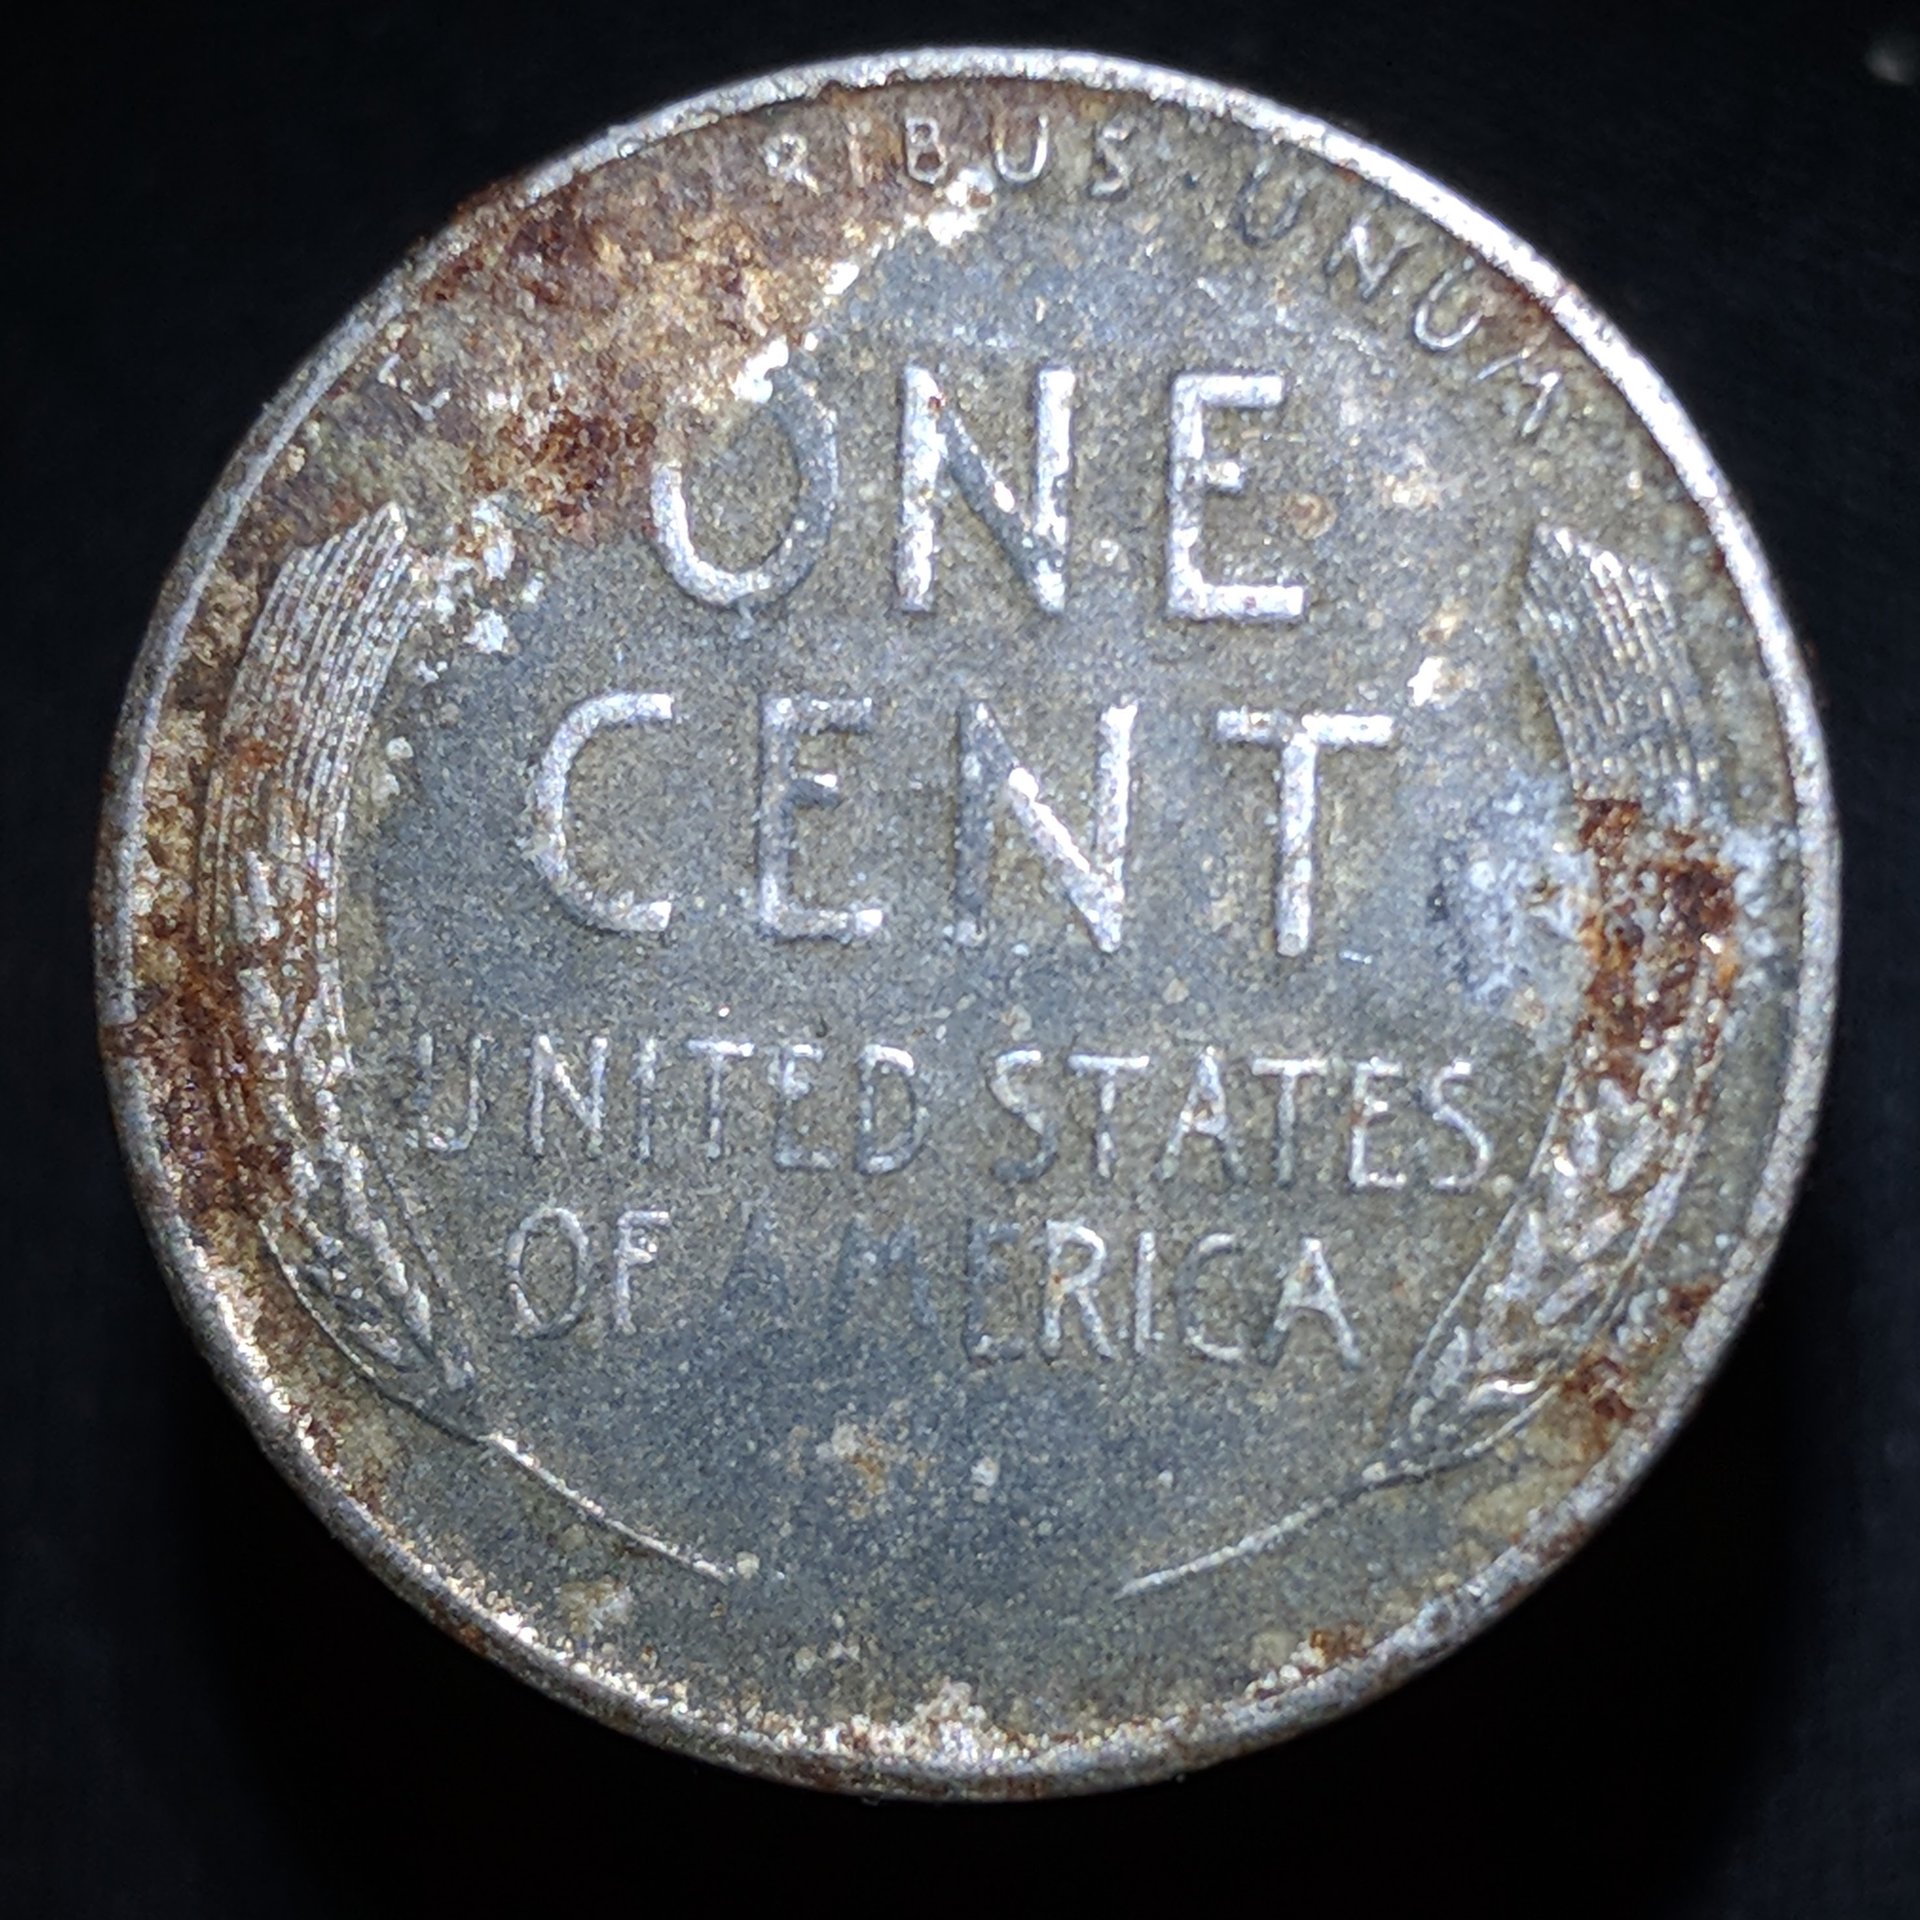 RIBUS · UNUM
ONE
CENT
UNITED STATES
OF AMERICA